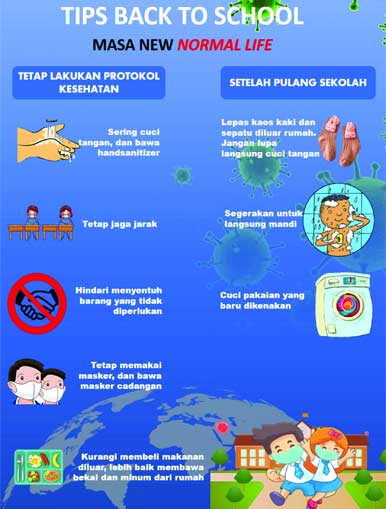 TIPS BACK TO SCHOOL
MASA NEW NORMAL LIFE
TETAP LAKUKAN PROTOKOL
KESEHATAN
Sering cuci
tangan, dan bawa
handsanitizer
Tetap jaga jarak
Hindari menyentuh
barang yang tidak
diperlukan
Tetap memakai
masker, dan bawa
masker cadangan
Kurangi membeli makanan
diluar, lebih baik membawa
bekal dan minum dari rumah
SETELAH PULANG SEKOLAH
Lepas kaos kaki dan
sepatu diluar rumah.
Jangan lupa
langsung cuci tangan
Segerakan untuk
langsung mandi
Cuci pakaian yang
baru dikenakan